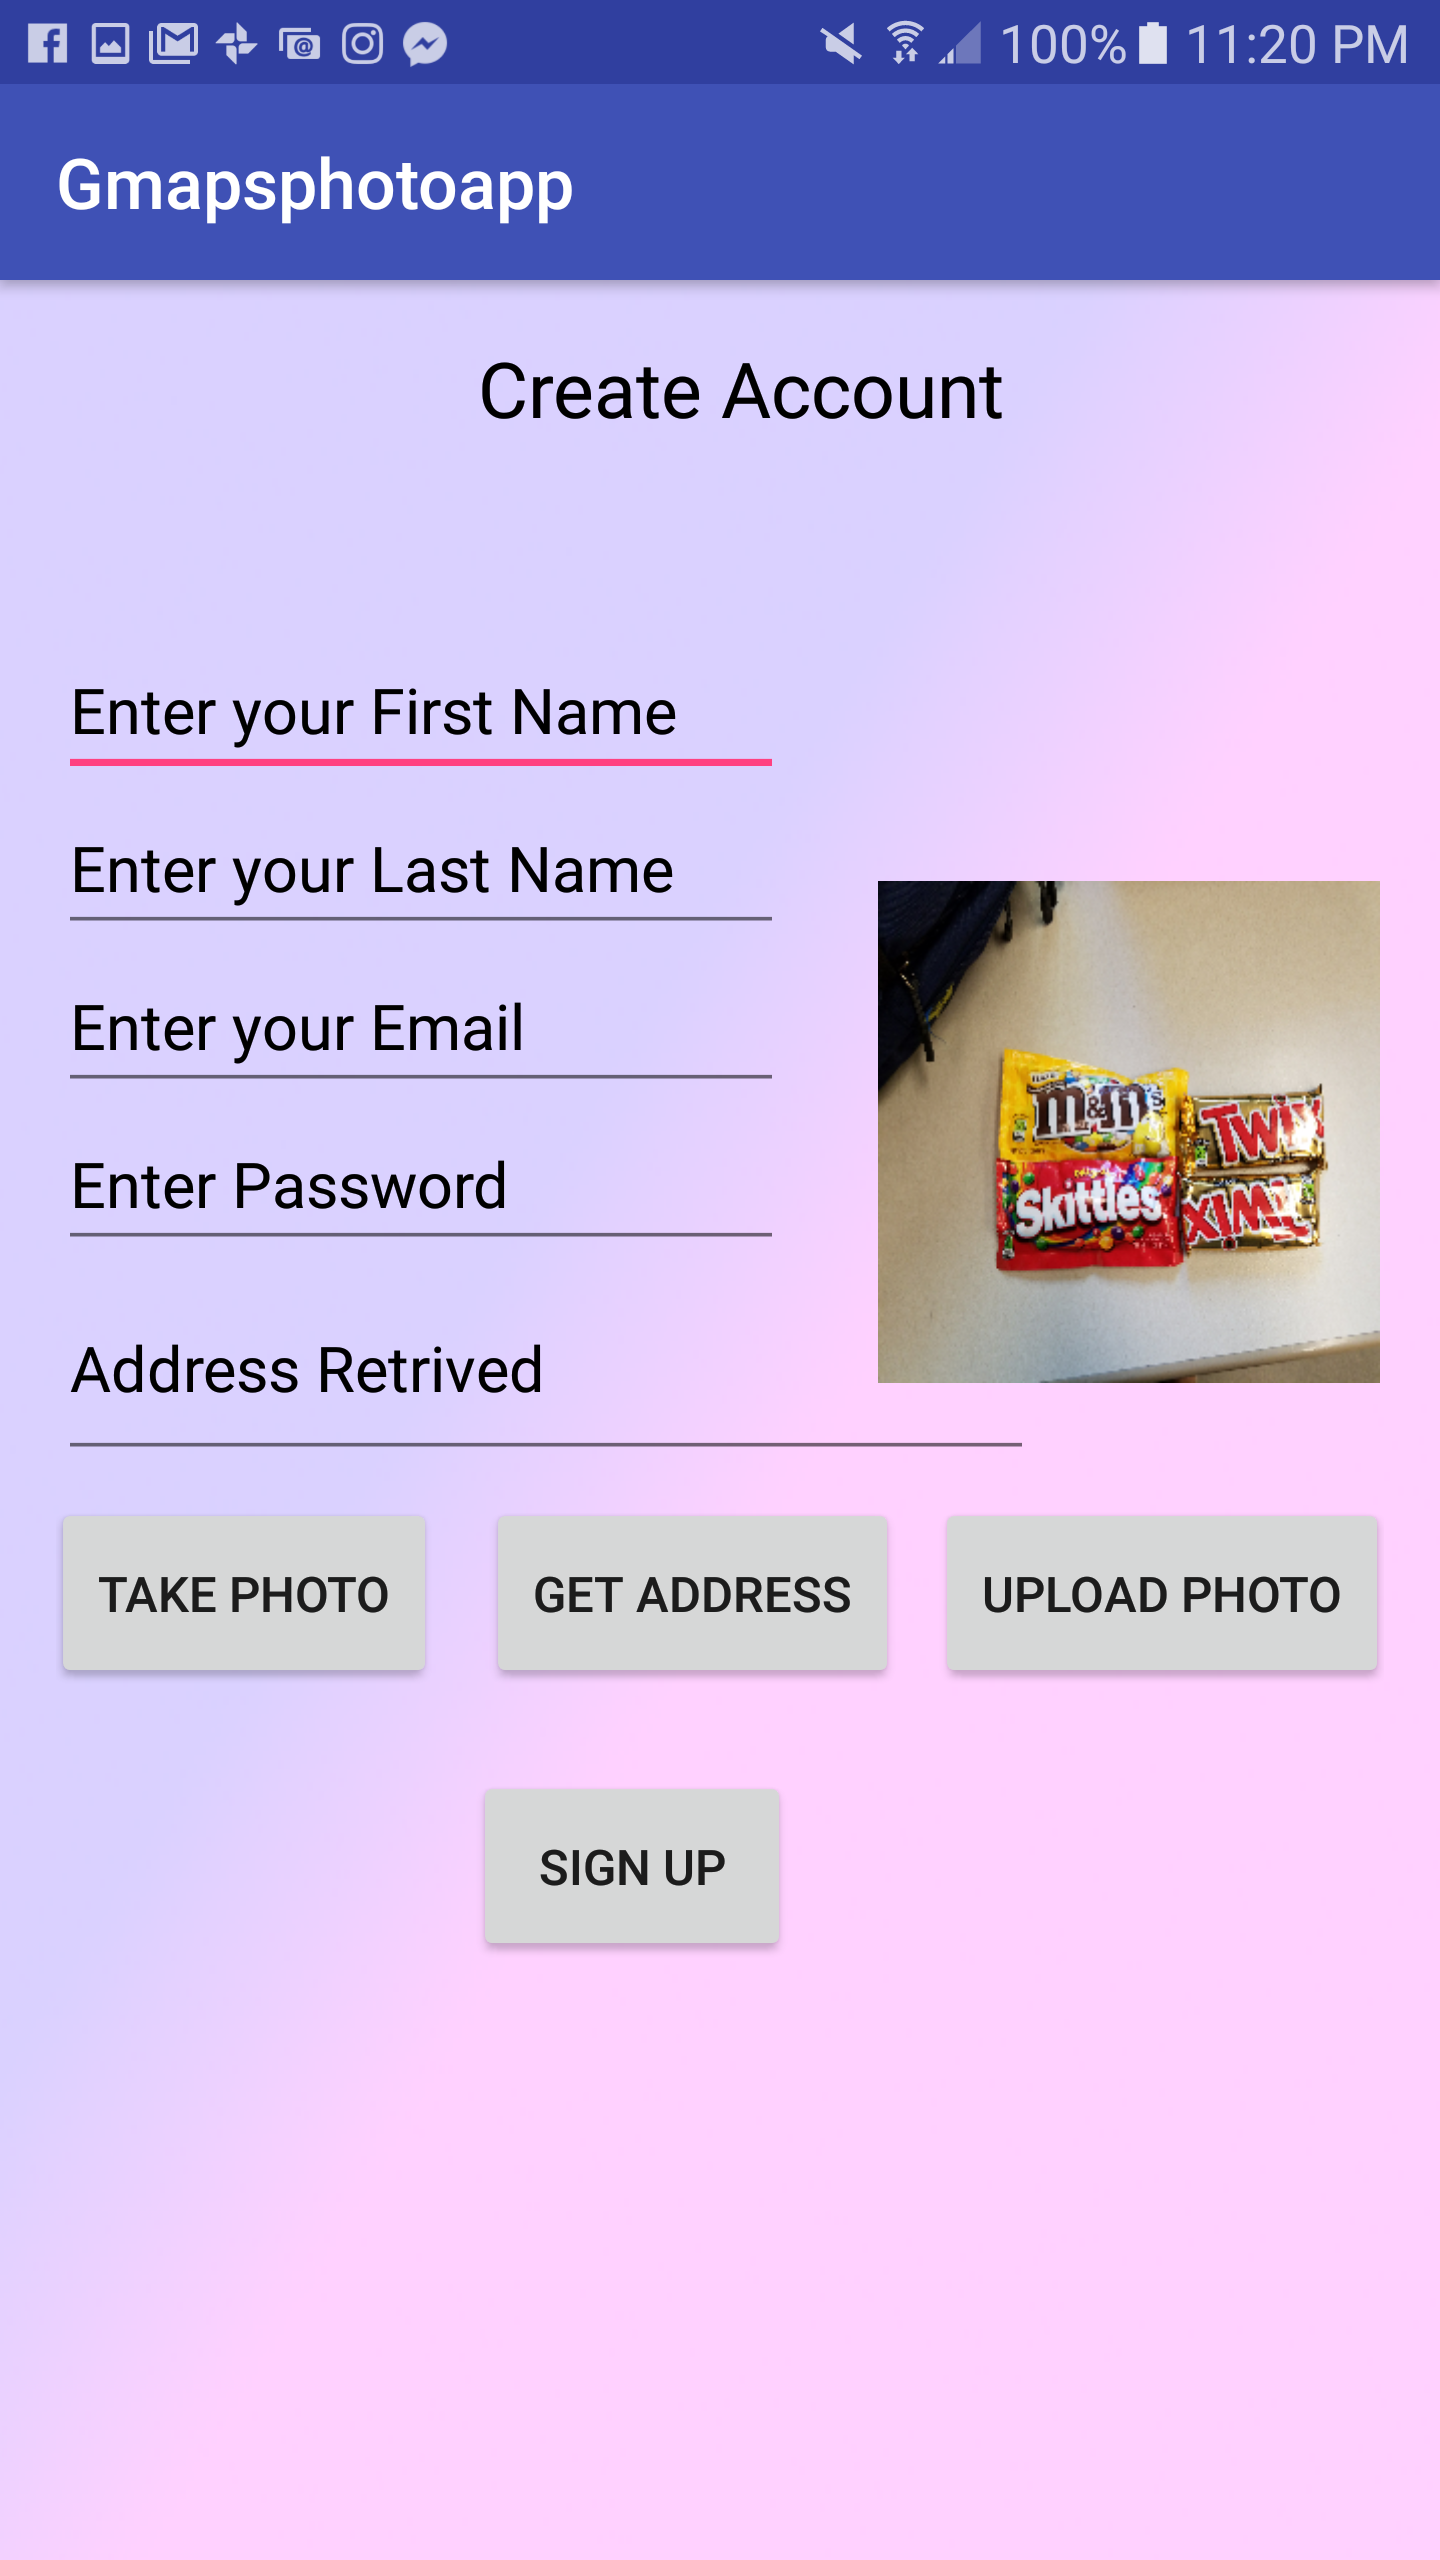 100% 11:20 PM
Gmapsphotoapp
Create Account
Enter your First Name
Enter your Last Name
Enter your Email
Enter Password
m&m's
Twix
Skittles
Twix
Address Retrived
TAKE PHOTO GET ADDRESS UPLOAD PHOTO
SIGN UP